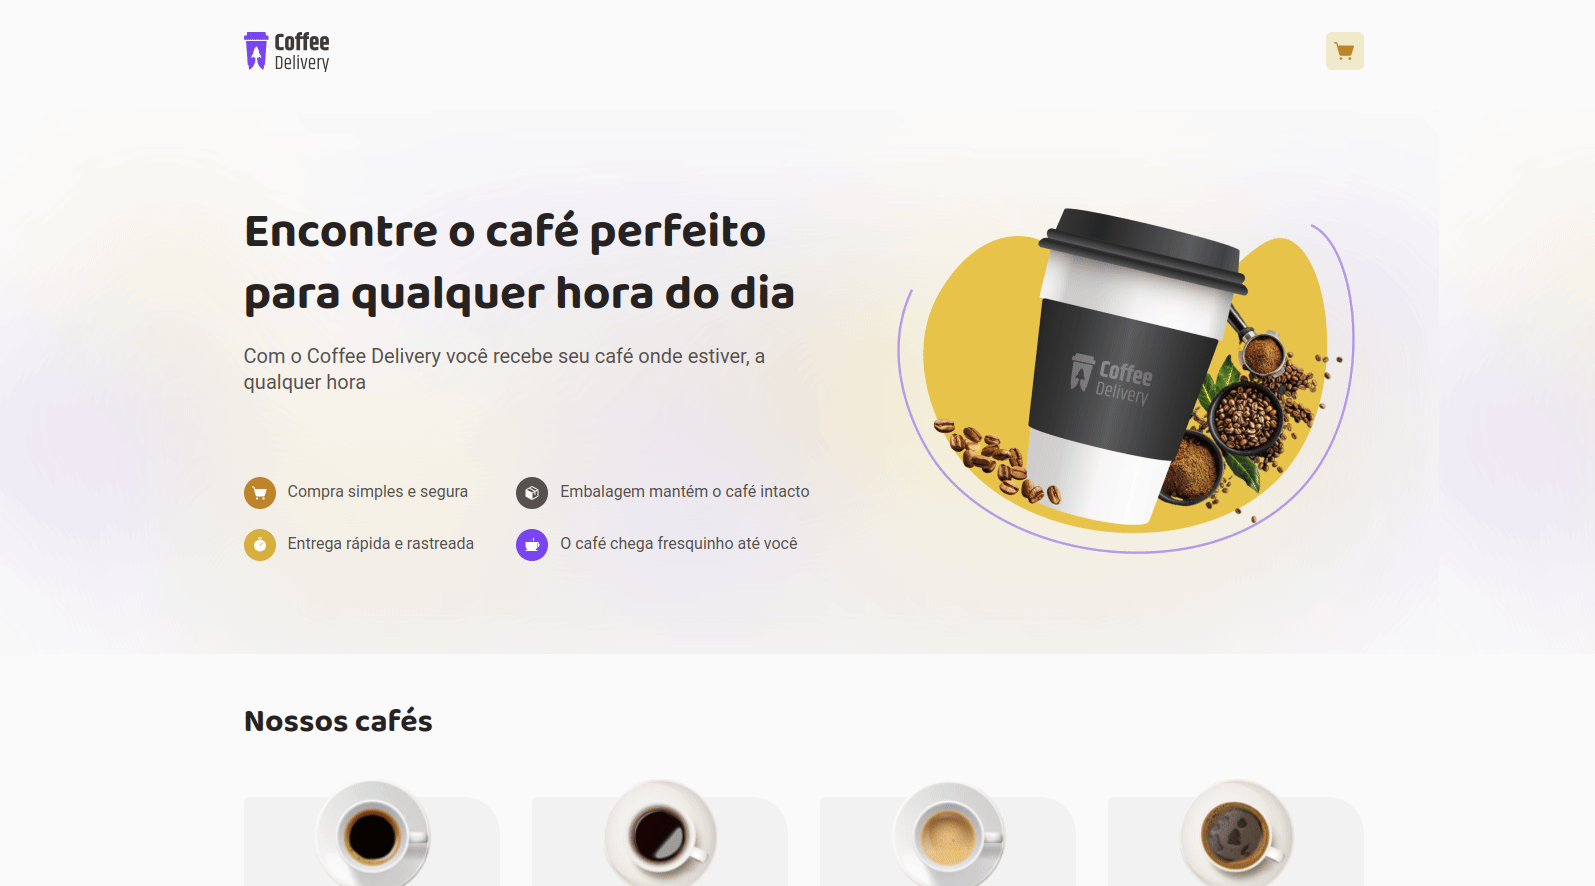 Coffee
Delivery
Encontre o café perfeito
para qualquer hora do dia
Com o Coffee Delivery você recebe seu café onde estiver, a
qualquer hora
Compra simples e segura
Embalagem mantém o café intacto
Entrega rápida e rastreada
O café chega fresquinho até você
Coffee
Delivery
Nossos cafés